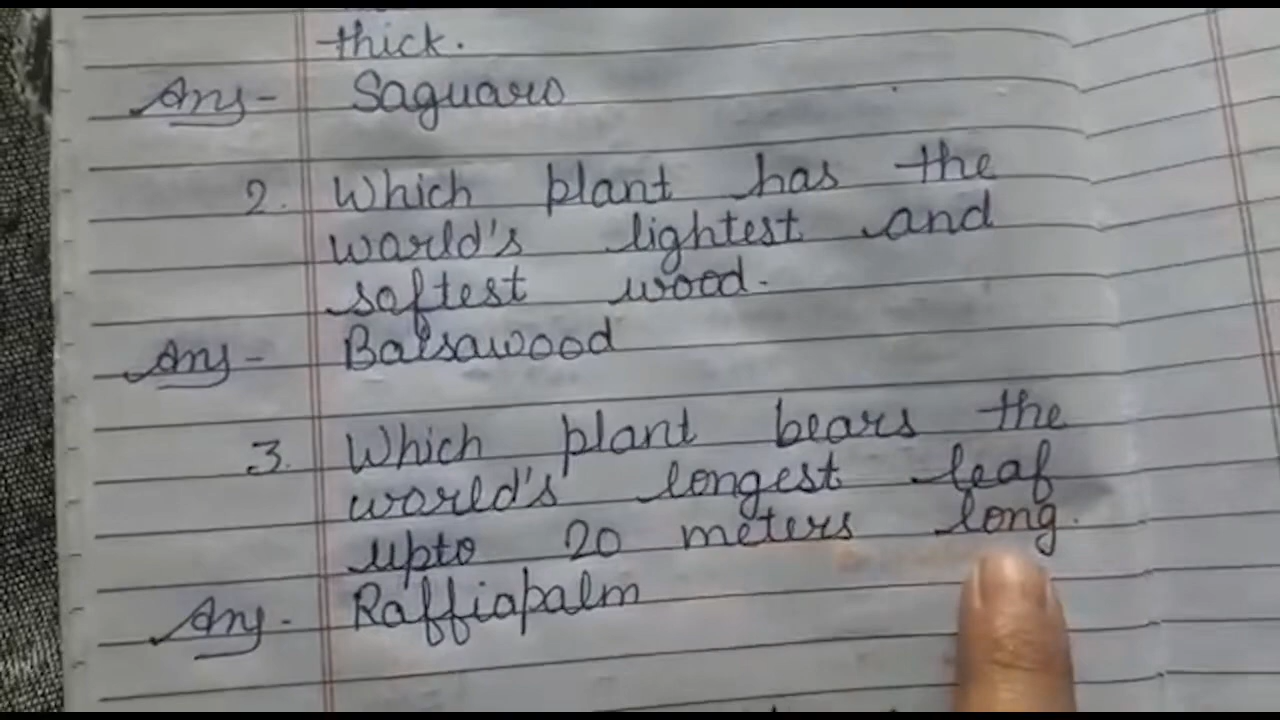 thick.
Ans- Saguaro
2. Which plant has the
world's lightest and
softest wood.
Ans- Balsawood
3. Which plant bears the
world's longest leaf
upto 20 meters long.
Ans- Raffiapalm